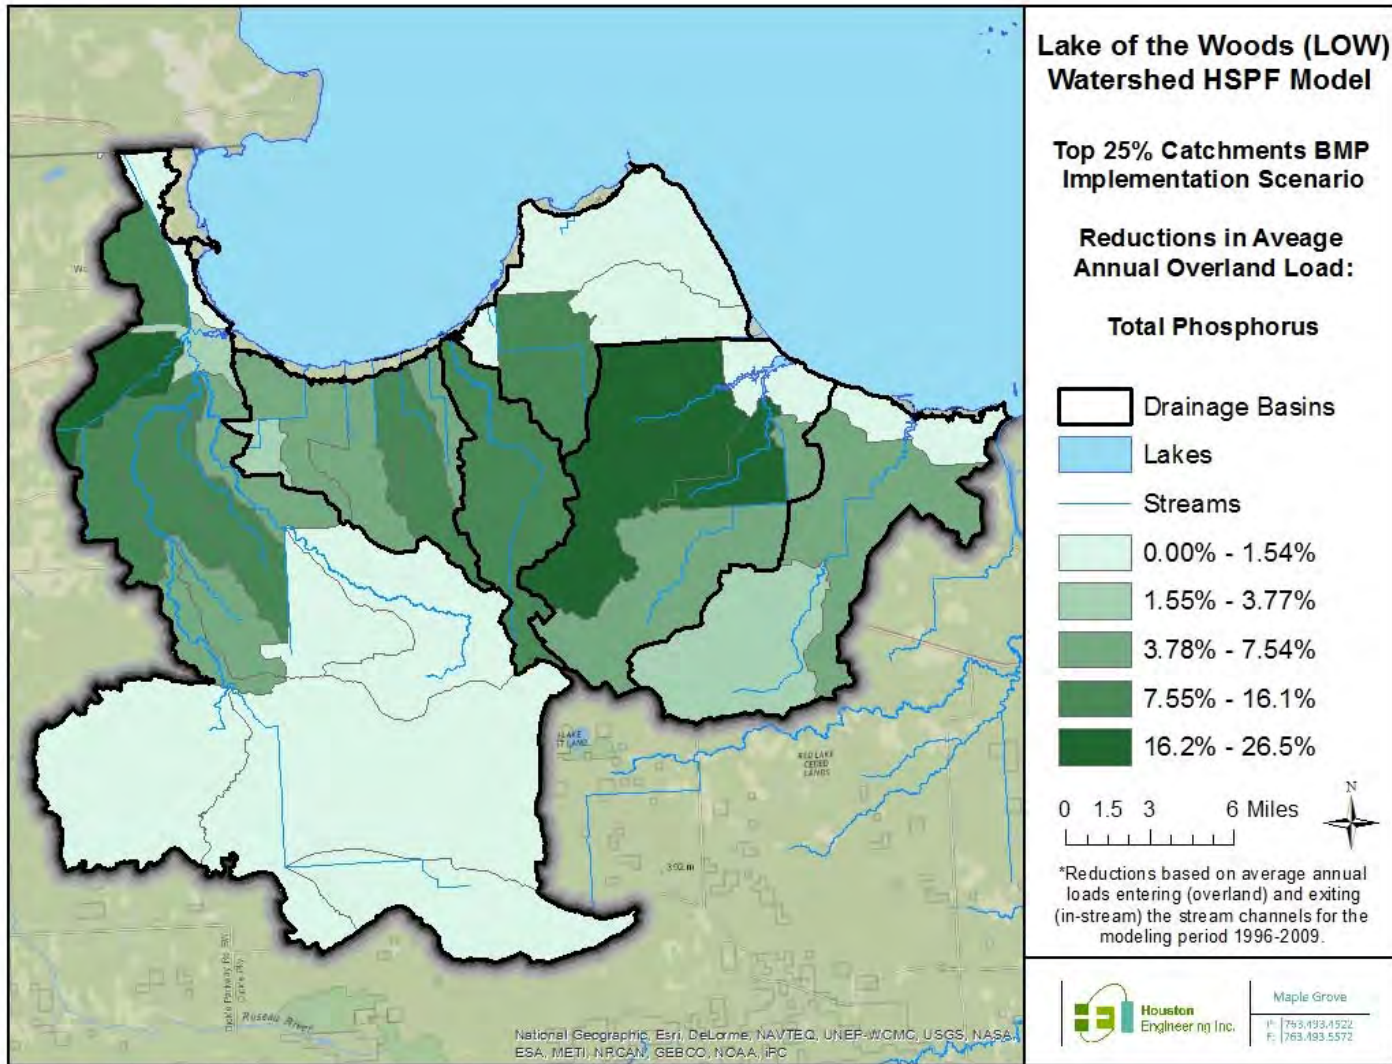 Lake of the Woods (LOW)
Watershed HSPF Model
Top 25% Catchments BMP
Implementation Scenario
Reductions in Aveage
Annual Overland Load:
Total Phosphorus
Drainage Basins
Lakes
Streams
0.00% - 1.54%
1.55% - 3.77%
3.78% - 7.54%
7.55% - 16.1%
16.2% - 26.5%
N
0 1.5 3 6 Miles
*Reductions based on average annual
loads entering (overland) and exiting
(in-stream) the stream channels for the
modeling period 1996-2009.
Houston
Engineering Inc.
Maple Grove
P: 763.493.4522
F: 763.493.5572
RED LAKE
CEDED
LANDS
392 m
Roseau River
National Geographic, Esri, DeLorme, NAVTEQ, UNEP-WCMC, USGS, NASA,
ESA, METI, NRCAN, GEBCO, NOAA, iPC